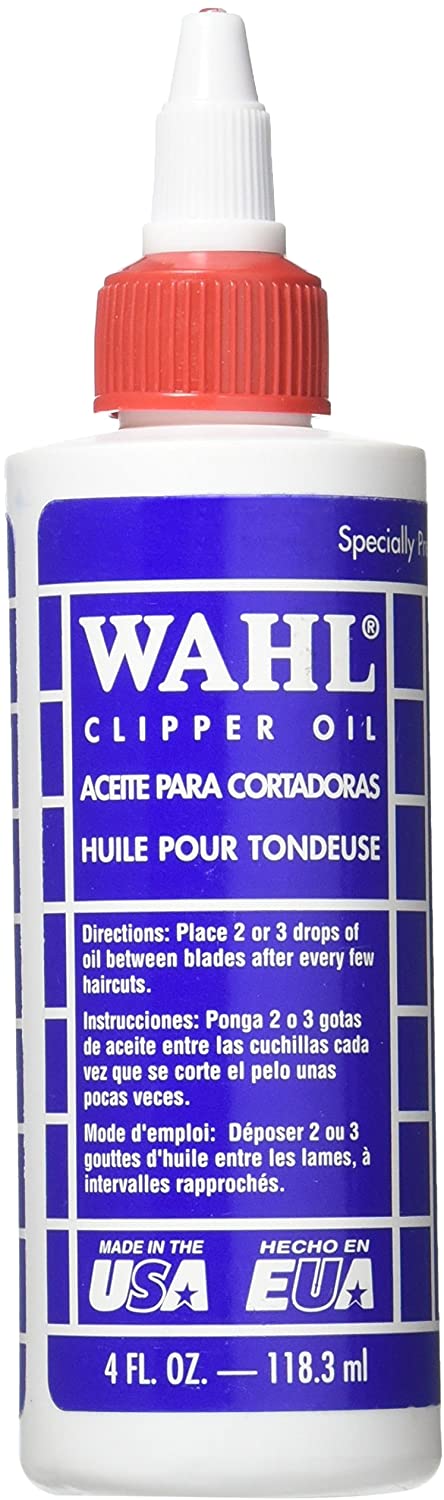 Specially
WAHL®
CLIPPER OIL
ACEITE PARA CORTADORAS
HUILE POUR TONDEUSE
Directions: Place 2 or 3 drops of
oil between blades after every few
haircuts.
Instrucciones: Ponga 2 o 3 gotas
de aceite entre las cuchillas cada
vez que se corte el pelo unas
pocas veces.
Mode d'emploi: Déposer 2 ou 3
gouttes d'huile entre les lames, à
intervalles rapprochés.
MADE IN THE
USA
HECHO EN
EUA
4 FL. OZ. — 118.3 ml